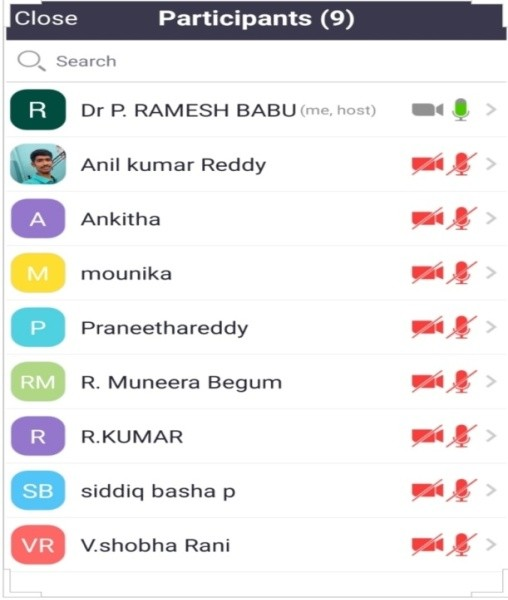 Close Participants (9)
Search
R Dr P. RAMESH BABU (me, host)
Anil kumar Reddy
A Ankitha
M mounika
P Praneethareddy
RM R. Muneera Begum
R R.KUMAR
SB siddiq basha p
VR V.shobha Rani